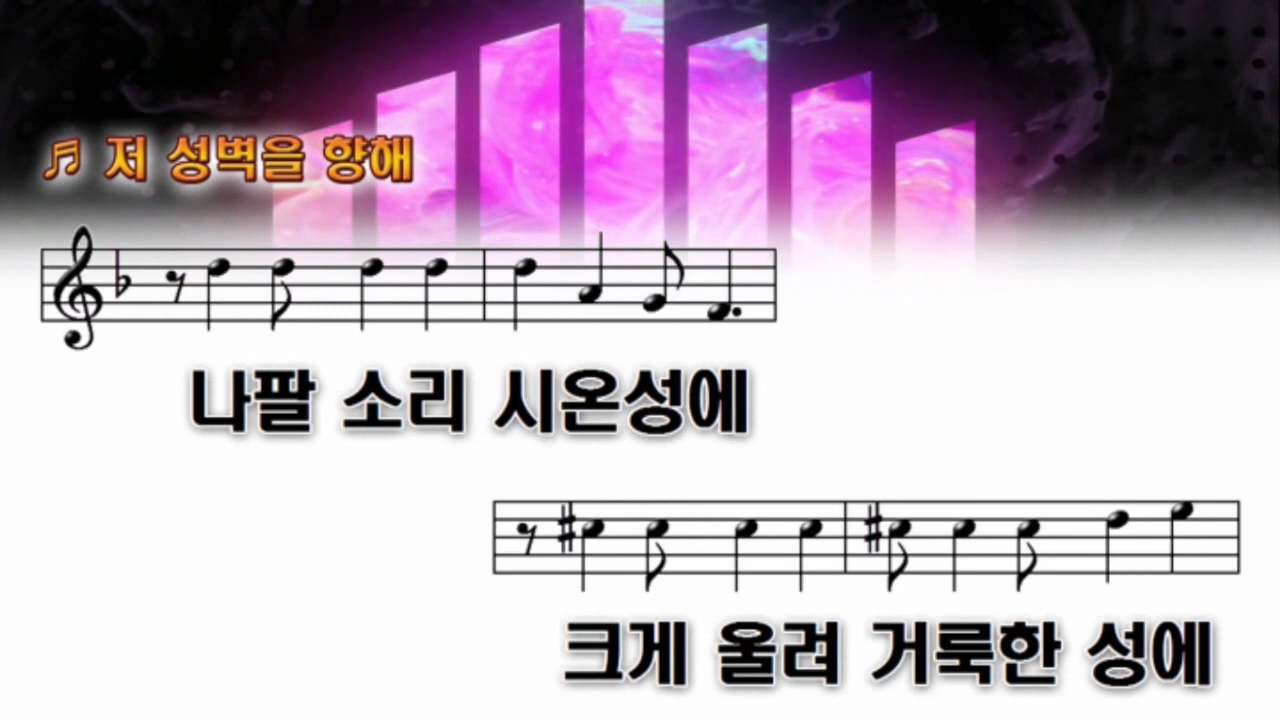 ♬ 저 성벽을 향해
나팔 소리 시온성에
크게 울려 거룩한 성에